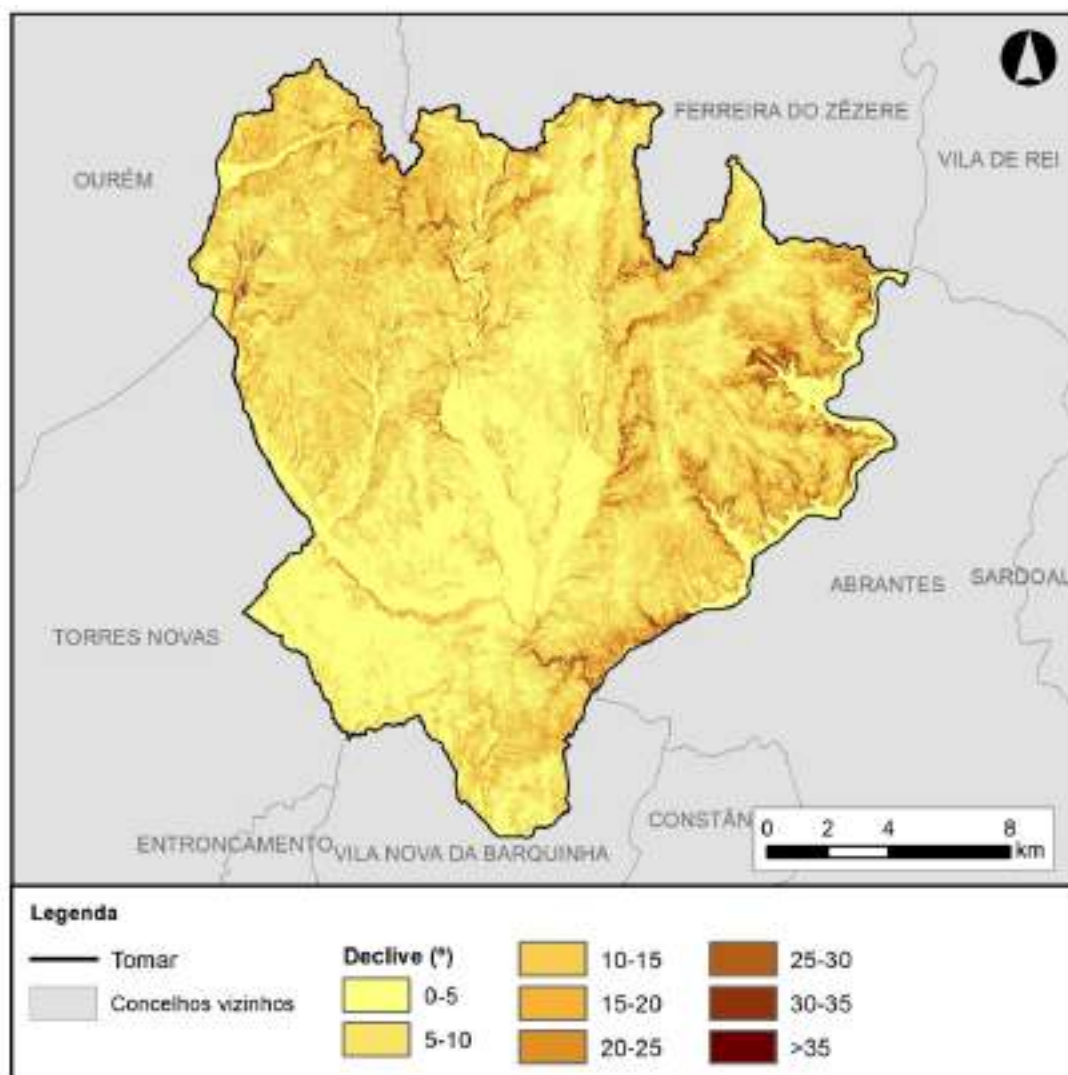 FERREIRA DO ZÊZERE
VILA DE REI
OURÉM
ABRANTES
SARDOAL
TORRES NOVAS
ENTRONCAMENTO
VILA NOVA DA BARQUINHA
CONSTÂN
0 2 4 8
km
Legenda
Tomar
Concelhos vizinhos
Declive (°)
0-5
5-10
10-15
15-20
20-25
25-30
30-35
>35